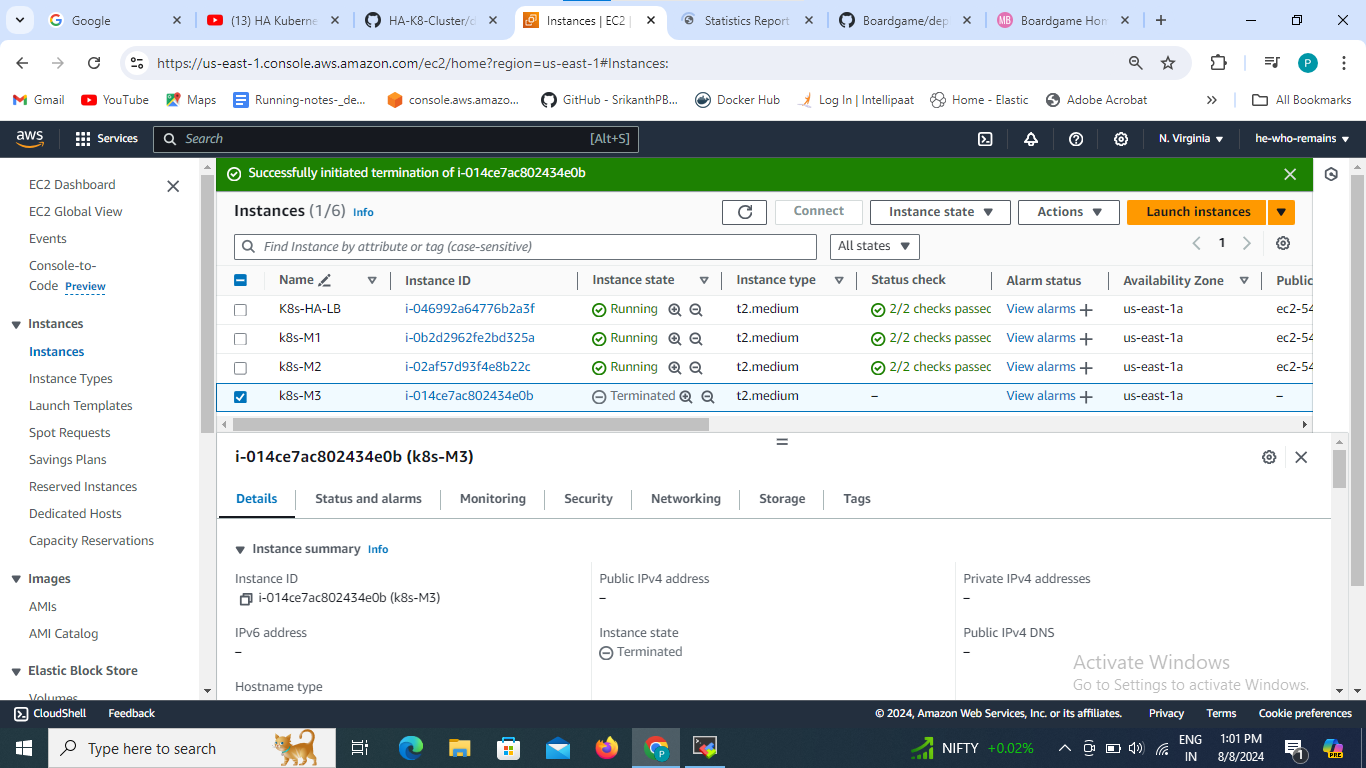 Google
(13) HA Kuberne
HA-K8-Cluster/o
Instances | EC2 |
Statistics Report
Boardgame/dep
Boardgame Hom
https://us-east-1.console.aws.amazon.com/ec2/home?region=us-east-1#Instances:
P
Gmail
YouTube
Maps
Running-notes-_de...
console.aws.amazo...
GitHub - SrikanthPB...
Docker Hub
Log In | Intellipaat
Home - Elastic
Adobe Acrobat
All Bookmarks
aws
Services
Search
[Alt+S]
N. Virginia
he-who-remains
EC2 Dashboard
EC2 Global View
Events
Console-to-
Code Preview
Instances
Instances
Instance Types
Launch Templates
Spot Requests
Savings Plans
Reserved Instances
Dedicated Hosts
Capacity Reservations
Images
AMIs
AMI Catalog
Elastic Block Store
Volumes
Successfully initiated termination of i-014ce7ac802434e0b
Instances (1/6) Info
Connect
Instance state
Actions
Launch instances
Find Instance by attribute or tag (case-sensitive)
All states
1
Name Instance ID Instance state Instance type Status check Alarm status Availability Zone Public
K8s-HA-LB i-046992a64776b2a3f Running t2.medium 2/2 checks passed View alarms us-east-1a ec2-54
k8s-M1 i-0b2d2962fe2bd325a Running t2.medium 2/2 checks passed View alarms us-east-1a ec2-54
k8s-M2 i-02af57d93f4e8b22c Running t2.medium 2/2 checks passed View alarms us-east-1a ec2-54
k8s-M3 i-014ce7ac802434e0b Terminated t2.medium – View alarms us-east-1a –
i-014ce7ac802434e0b (k8s-M3)
Details
Status and alarms
Monitoring
Security
Networking
Storage
Tags
Instance summary Info
Instance ID
i-014ce7ac802434e0b (k8s-M3)
Public IPv4 address
–
Private IPv4 addresses
–
IPv6 address
–
Instance state
Terminated
Public IPv4 DNS
–
Hostname type
Activate Windows
Go to Settings to activate Windows.
CloudShell
Feedback
© 2024, Amazon Web Services, Inc. or its affiliates.
Privacy
Terms
Cookie preferences
Type here to search
NIFTY +0.02%
ENG
IN
1:01 PM
8/8/2024
1
PRE